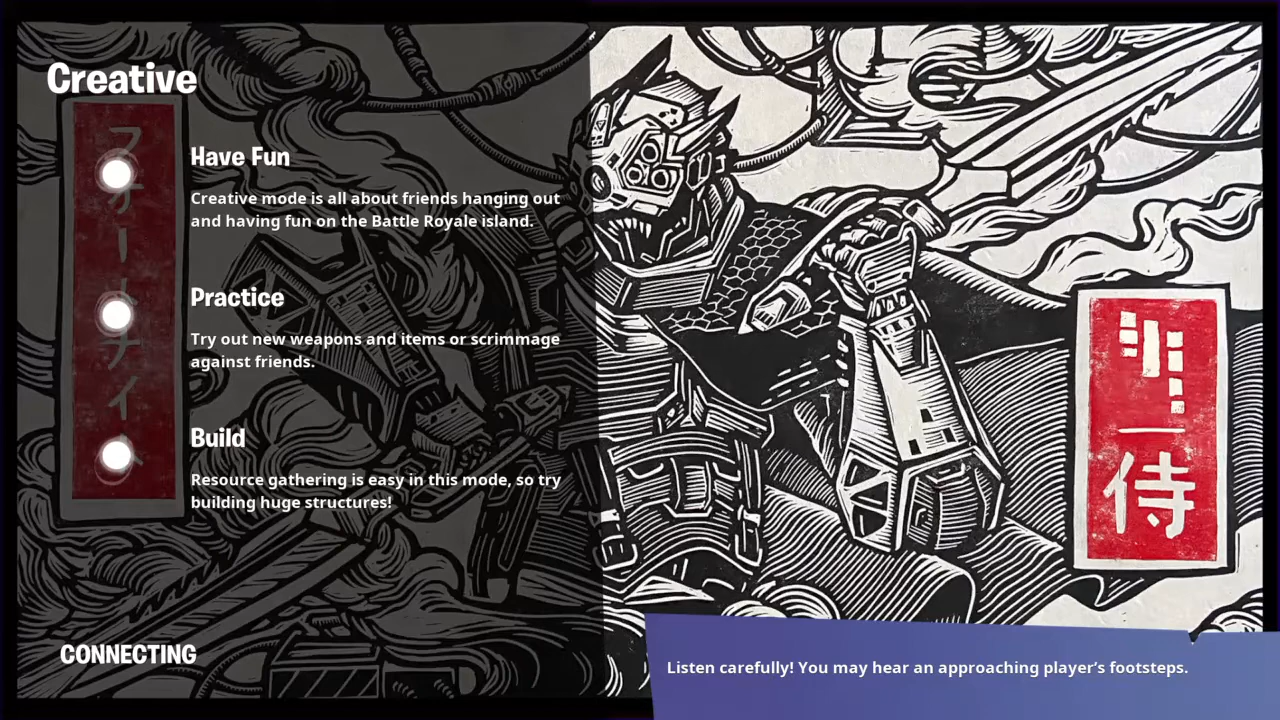 Creative
Have Fun
Creative mode is all about friends hanging out
and having fun on the Battle Royale island.
Practice
Try out new weapons and items or scrimmage
against friends.
Build
Resource gathering is easy in this mode, so try
building huge structures!
CONNECTING
侍
Listen carefully! You may hear an approaching player’s footsteps.